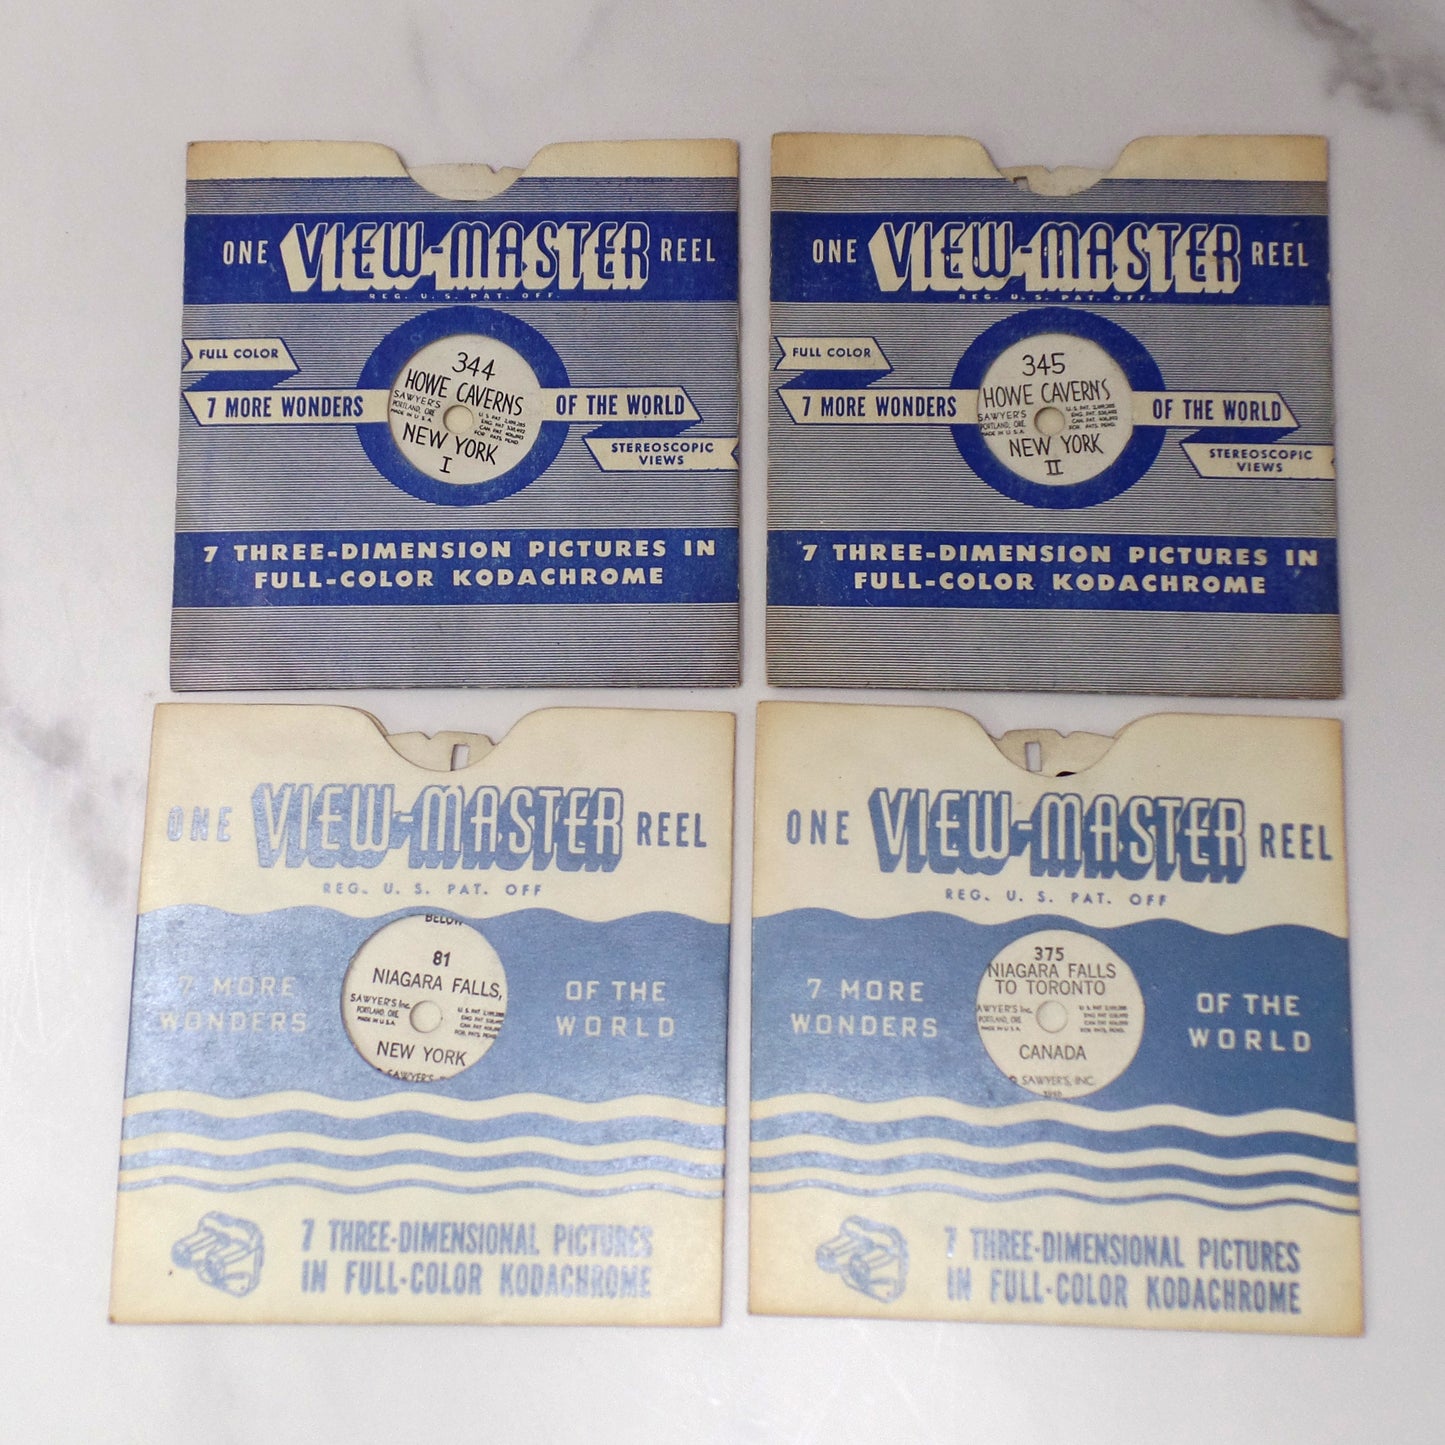 ONE VIEW-MASTER REEL
REG. U. S. PAT. OFF.
FULL COLOR
7 MORE WONDERS OF THE WORLD
STEREOSCOPIC
VIEWS
344
HOWE CAVERNS
SAWYER'S
PORTLAND, ORE.
MADE IN U.S.A.
NEW YORK
I
7 THREE-DIMENSION PICTURES IN
FULL-COLOR KODACHROME
ONE VIEW-MASTER REEL
REG. U. S. PAT. OFF.
FULL COLOR
7 MORE WONDERS OF THE WORLD
STEREOSCOPIC
VIEWS
345
HOWE CAVERNS
SAWYER'S
PORTLAND, ORE.
MADE IN U.S.A.
NEW YORK
II
7 THREE-DIMENSION PICTURES IN
FULL-COLOR KODACHROME
ONE VIEW-MASTER REEL
REG. U. S. PAT. OFF
7 MORE
WONDERS
OF THE
WORLD
BELOW
81
NIAGARA FALLS,
SAWYER'S Inc.
PORTLAND, ORE.
MADE IN U.S.A.
NEW YORK
SAWYER'S
7 THREE-DIMENSIONAL PICTURES
IN FULL-COLOR KODACHROME
ONE VIEW-MASTER REEL
REG. U. S. PAT. OFF
7 MORE
WONDERS
OF THE
WORLD
375
NIAGARA FALLS
TO TORONTO
SAWYER'S Inc.
PORTLAND, ORE.
MADE IN U.S.A.
CANADA
SAWYER'S, INC.
7 THREE-DIMENSIONAL PICTURES
IN FULL-COLOR KODACHROME